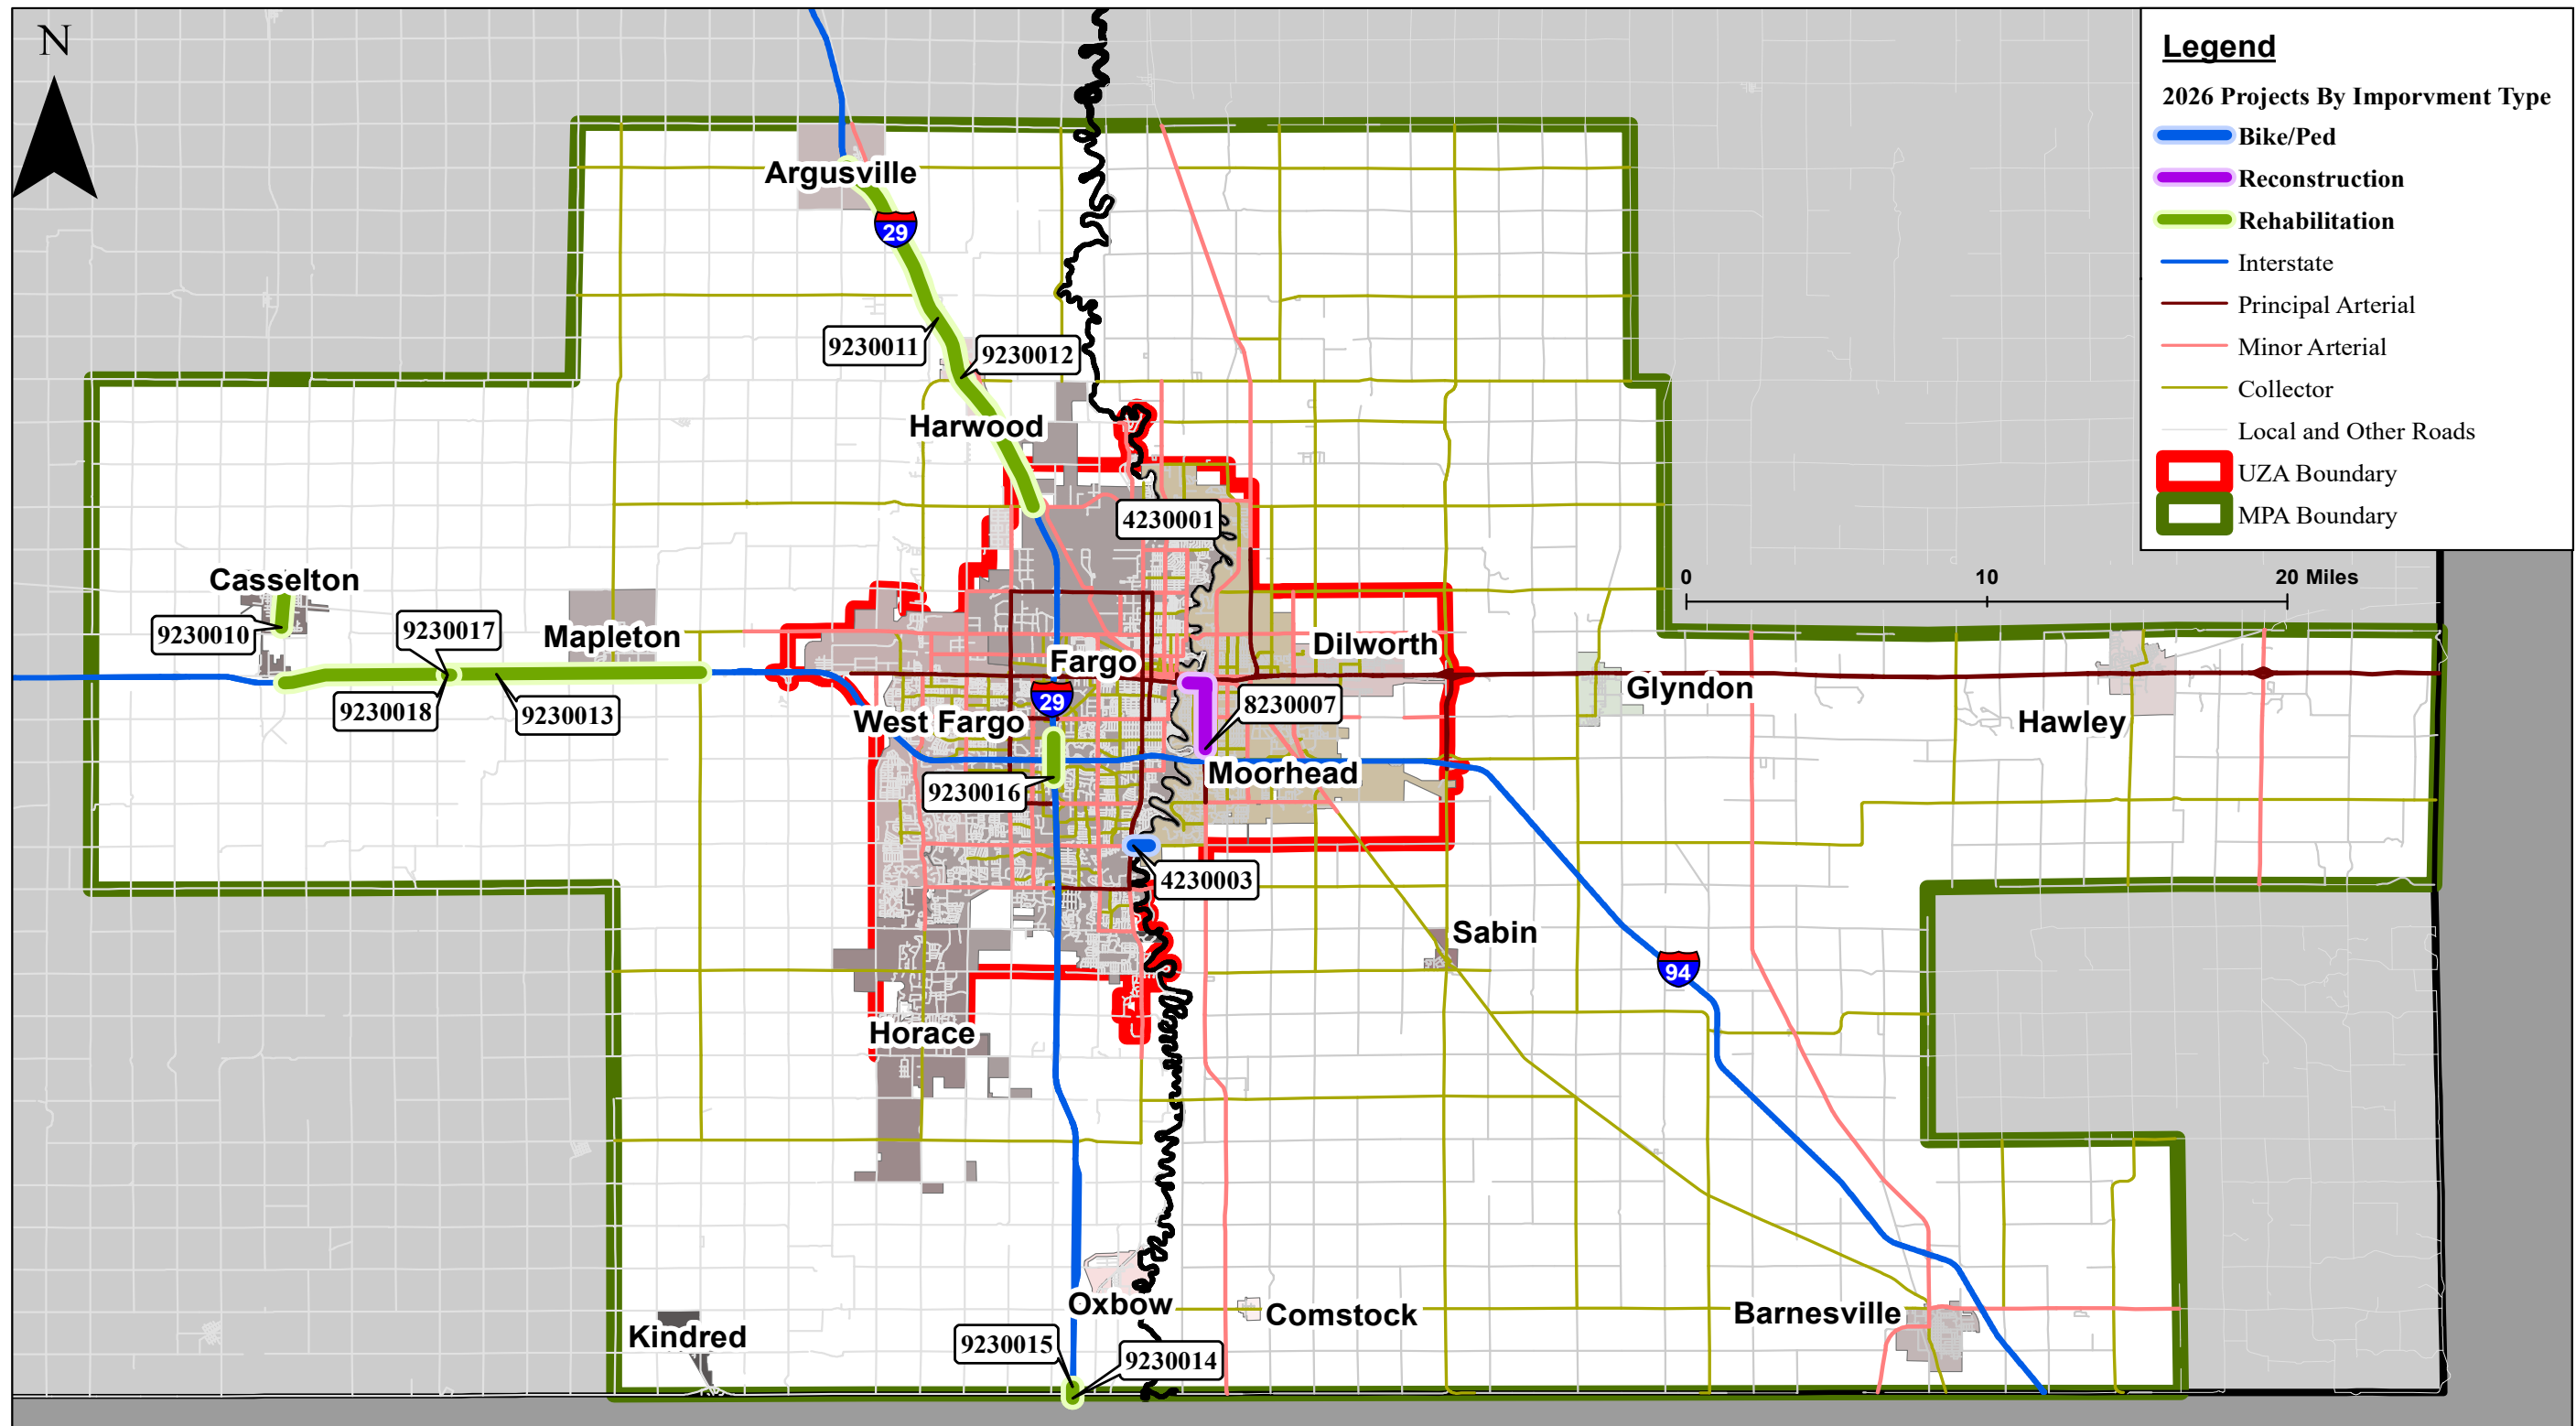 N
Legend
2026 Projects By Imporvment Type
Bike/Ped
Reconstruction
Rehabilitation
Interstate
Principal Arterial
Minor Arterial
Collector
Local and Other Roads
UZA Boundary
MPA Boundary
0 10 20 Miles
Argusville
29
9230011
9230012
Harwood
4230001
Casselton
9230010
9230017
Mapleton
9230018
9230013
Fargo
29
West Fargo
Dilworth
8230007
Glyndon
Hawley
Moorhead
9230016
4230003
Sabin
94
Horace
Oxbow
Comstock
Barnesville
Kindred
9230015
9230014